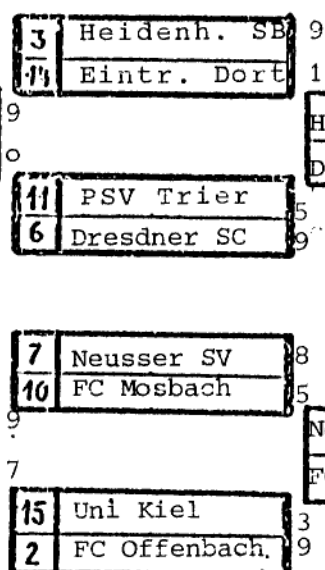 3 Heidenh. SB 9
14 Eintr. Dort 1
9
H
o
D
11 PSV Trier 5
6 Dresdner SC 9
7 Neusser SV 8
10 FC Mosbach 5
9
N
7
F
15 Uni Kiel 3
2 FC Offenbach. 9